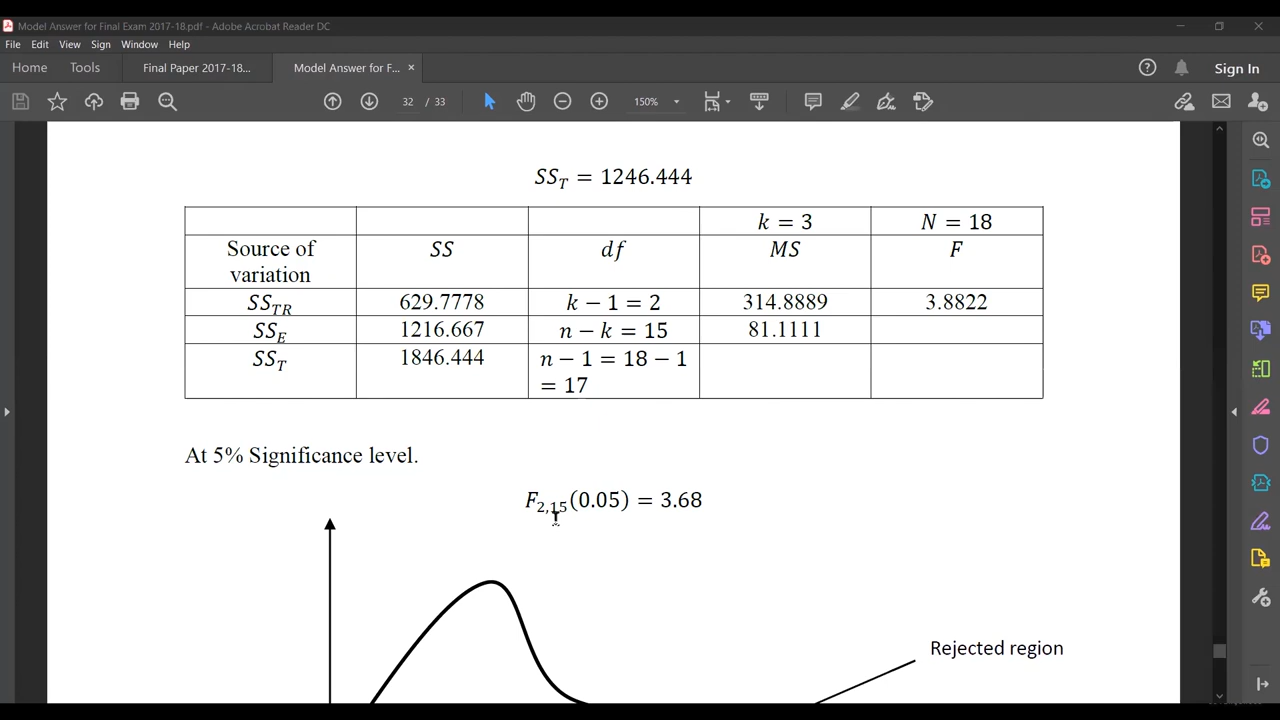 Model Answer for Final Exam 2017-18.pdf - Adobe Acrobat Reader DC
File Edit View Sign Window Help
Home Tools Final Paper 2017-18... Model Answer for F... ×
Sign In
32 / 33 150%
SS_T = 1246.444
k = 3 N = 18
Source of variation SS df MS F
SS_TR 629.7778 k − 1 = 2 314.8889 3.8822
SS_E 1216.667 n − k = 15 81.1111
SS_T 1846.444 n − 1 = 18 − 1
= 17
At 5% Significance level.
F_2,15(0.05) = 3.68
Rejected region